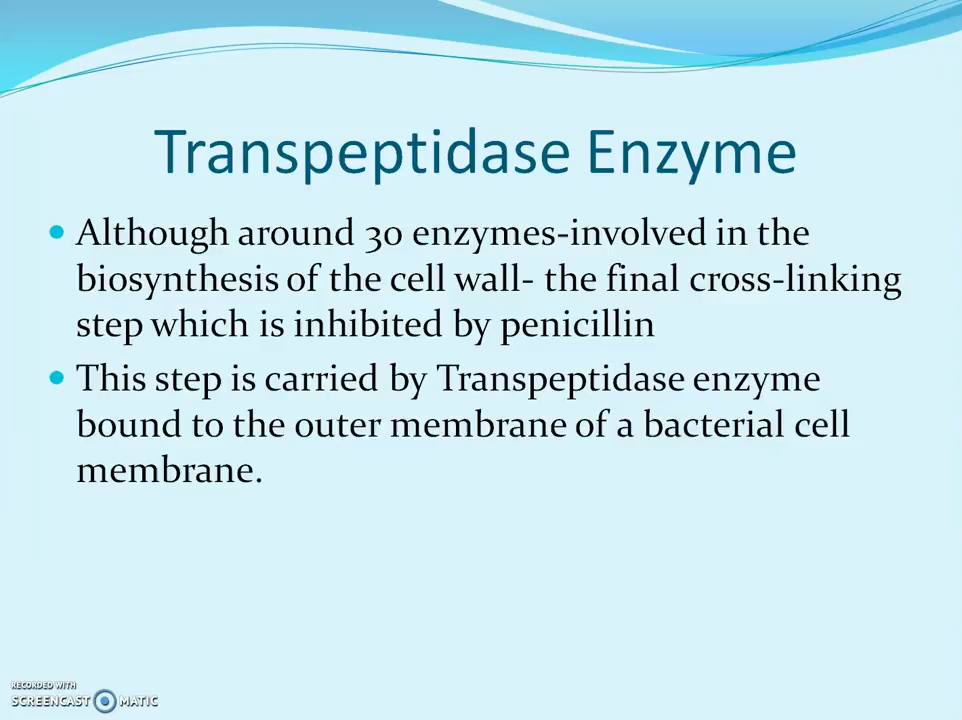 Transpeptidase Enzyme
Although around 30 enzymes-involved in the
biosynthesis of the cell wall- the final cross-linking
step which is inhibited by penicillin
This step is carried by Transpeptidase enzyme
bound to the outer membrane of a bacterial cell
membrane.
RECORDED WITH
SCREENCAST MATIC